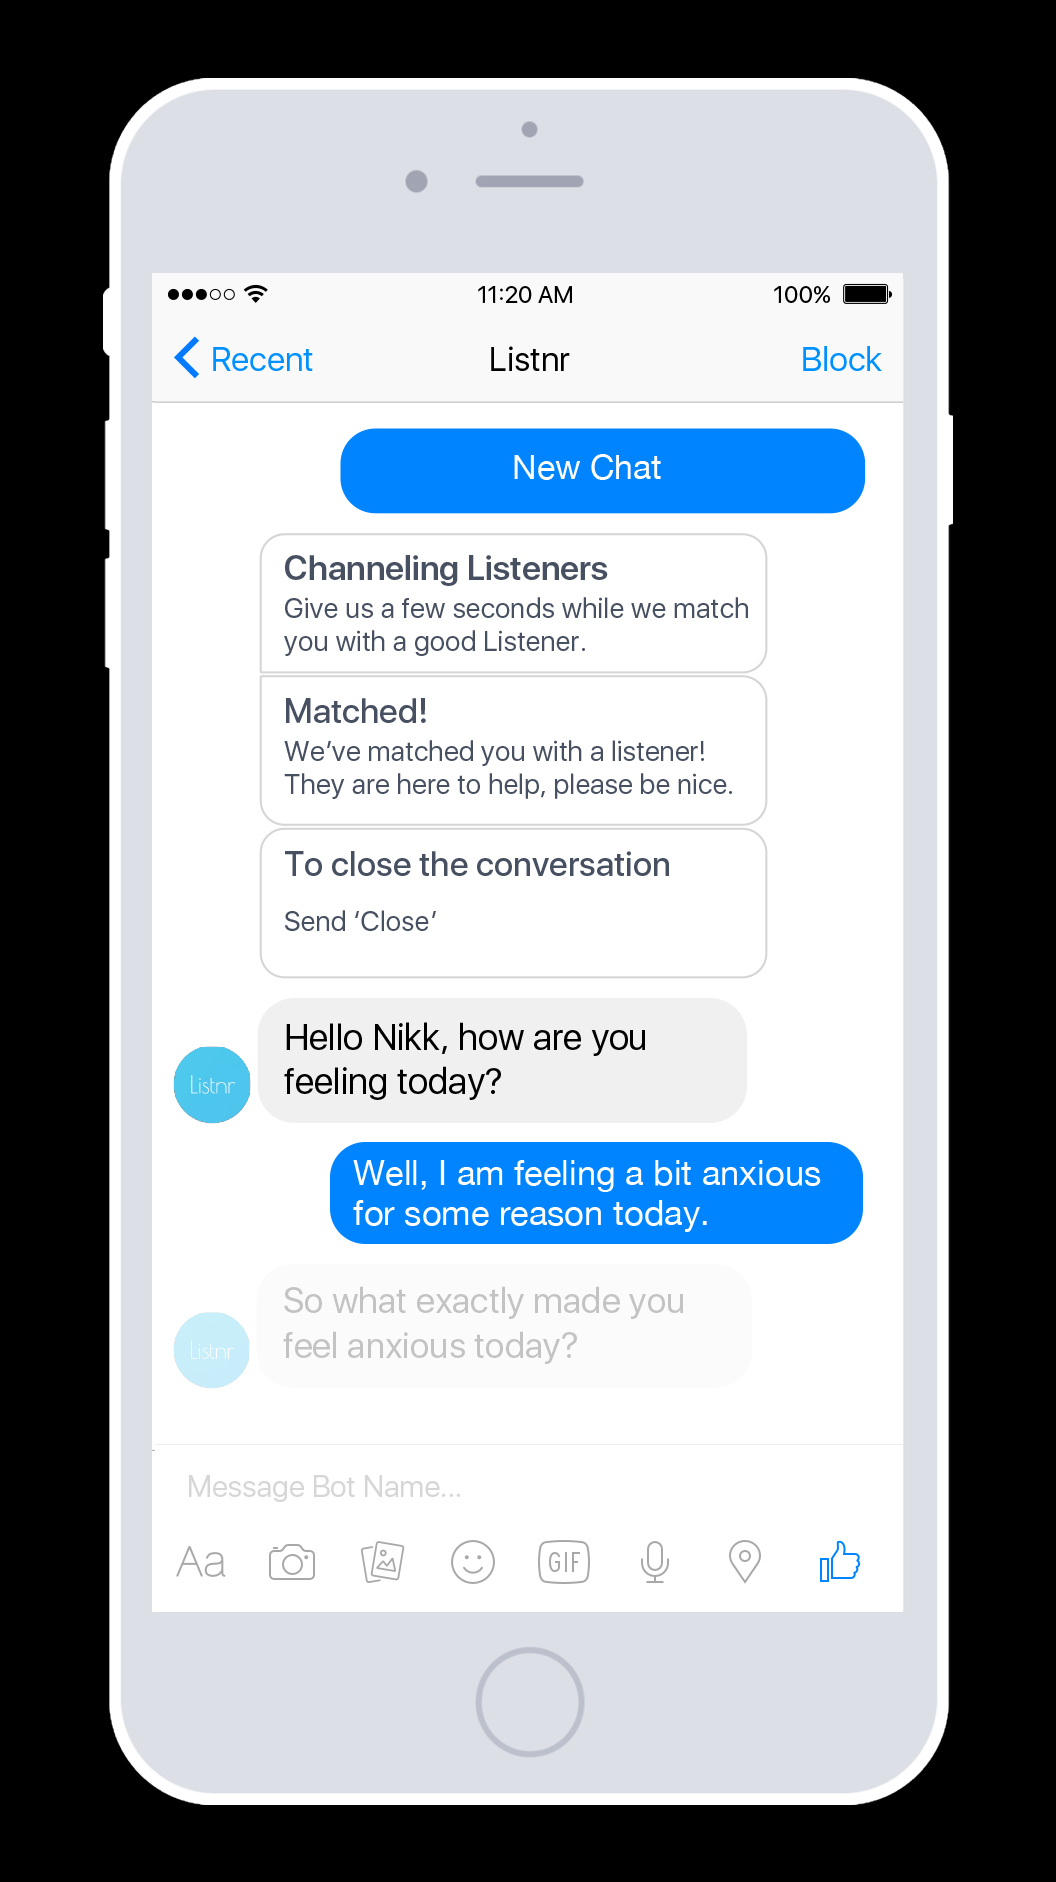 11:20 AM 100%
Recent Listnr Block
New Chat
Channeling Listeners
Give us a few seconds while we match
you with a good Listener.
Matched!
We’ve matched you with a listener!
They are here to help, please be nice.
To close the conversation
Send ‘Close’
Hello Nikk, how are you
feeling today?
Listnr
Well, I am feeling a bit anxious
for some reason today.
So what exactly made you
feel anxious today?
Listnr
Message Bot Name...
Aa GIF